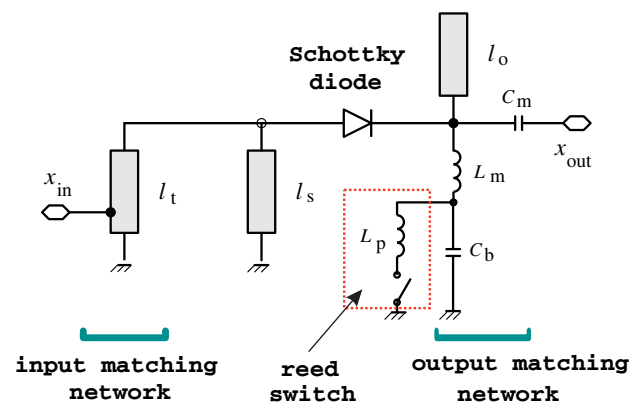 Schottky
diode
l o
C m
x in
l t
l s
x out
L m
L p
C b
input matching
network
reed
switch
output matching
network